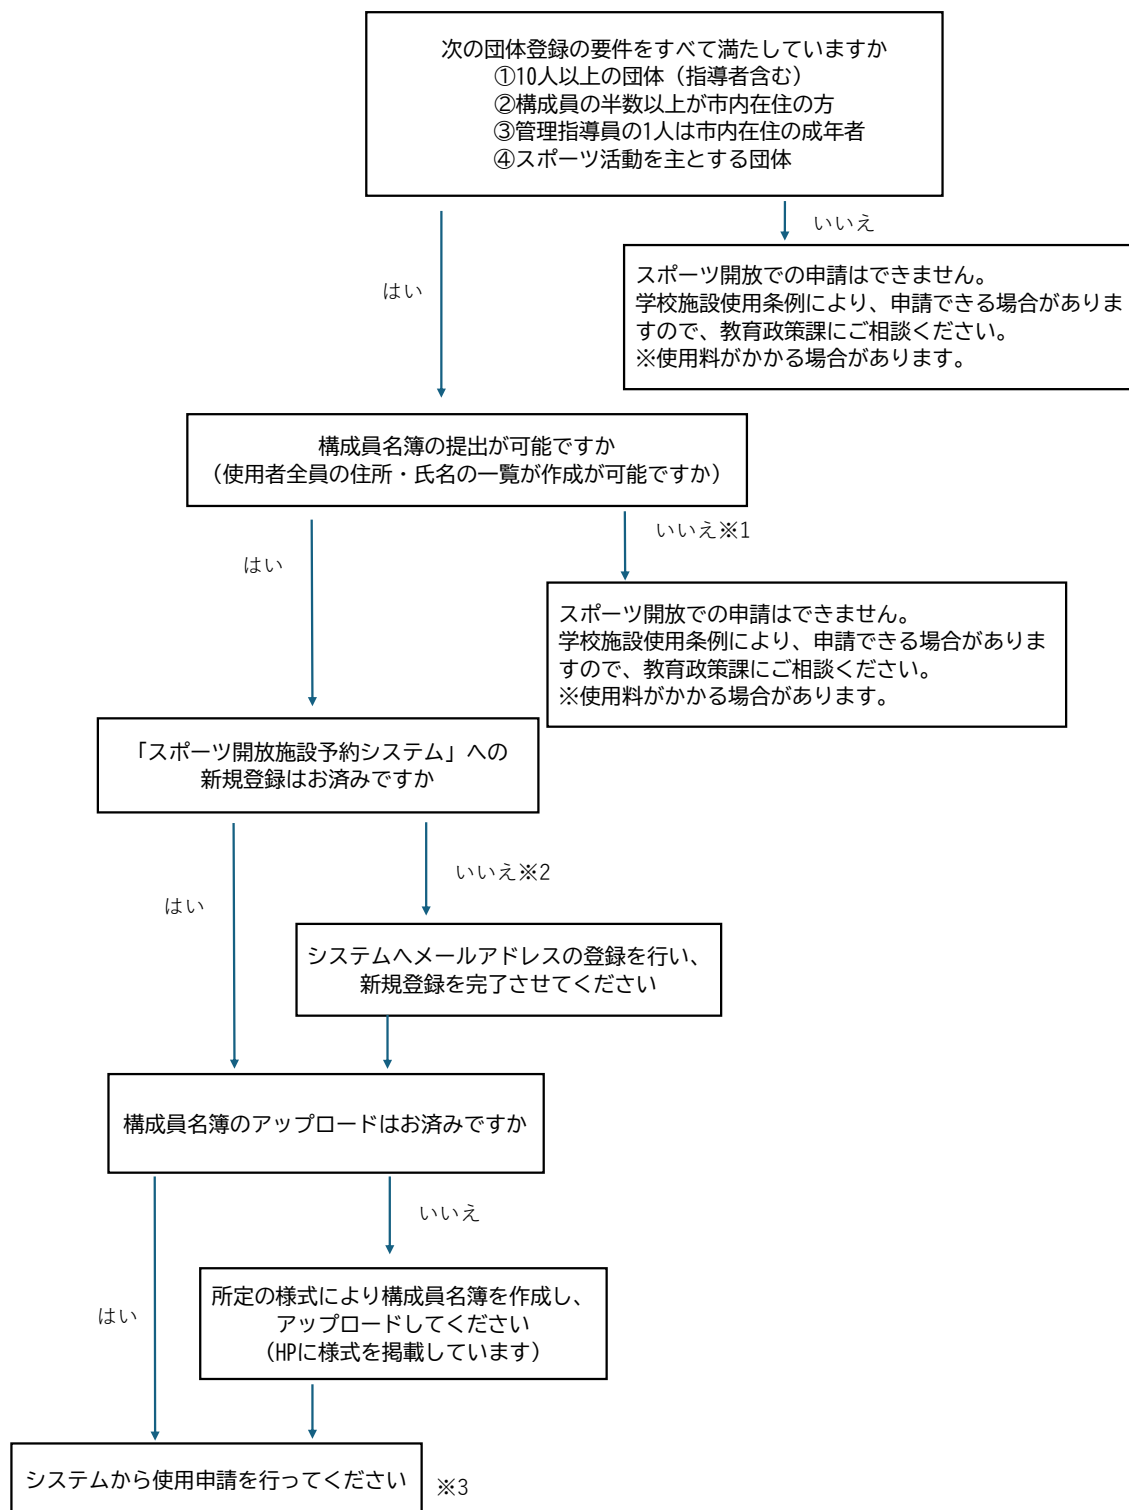 次の団体登録の要件をすべて満たしていますか
①10人以上の団体（指導者含む）
②構成員の半数以上が市内在住の方
③管理指導員の1人は市内在住の成年者
④スポーツ活動を主とする団体
いいえ
はい
スポーツ開放での申請はできません。
学校施設使用条例により、申請できる場合がありま
すので、教育政策課にご相談ください。
※使用料がかかる場合があります。
構成員名簿の提出が可能ですか
（使用者全員の住所・氏名の一覧が作成が可能ですか）
いいえ※1
はい
スポーツ開放での申請はできません。
学校施設使用条例により、申請できる場合がありま
すので、教育政策課にご相談ください。
※使用料がかかる場合があります。
「スポーツ開放施設予約システム」への
新規登録はお済みですか
いいえ※2
はい
システムへメールアドレスの登録を行い、
新規登録を完了させてください
構成員名簿のアップロードはお済みですか
いいえ
はい
所定の様式により構成員名簿を作成し、
アップロードしてください
（HPに様式を掲載しています）
システムから使用申請を行ってください
※3